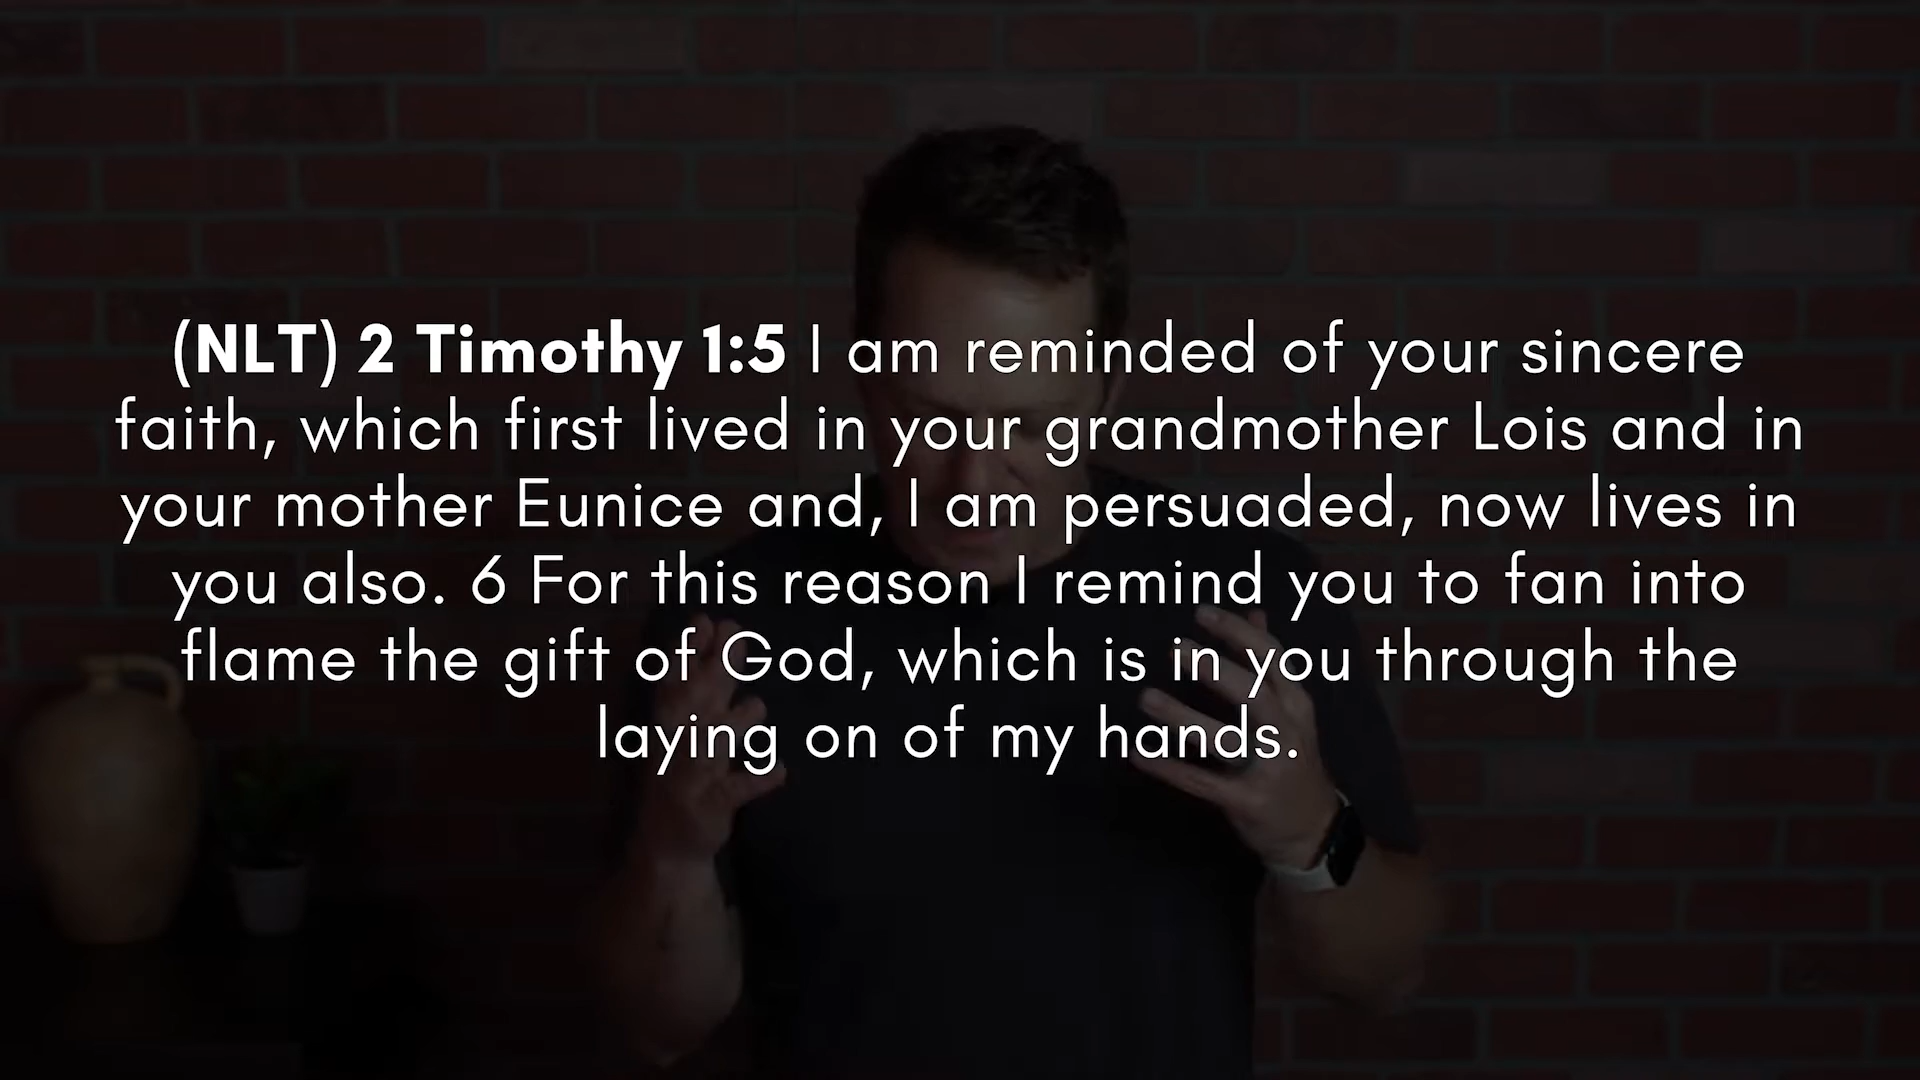 (NLT) 2 Timothy 1:5 I am reminded of your sincere
faith, which first lived in your grandmother Lois and in
your mother Eunice and, I am persuaded, now lives in
you also. 6 For this reason I remind you to fan into
flame the gift of God, which is in you through the
laying on of my hands.